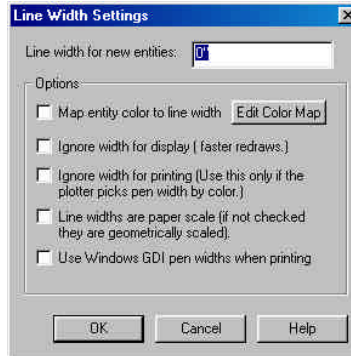 Line Width Settings
Line width for new entities: 0"
Options
Map entity color to line width Edit Color Map
Ignore width for display ( faster redraws.)
Ignore width for printing (Use this only if the
plotter picks pen width by color.)
Line widths are paper scale (if not checked
they are geometrically scaled).
Use Windows GDI pen widths when printing
OK Cancel Help